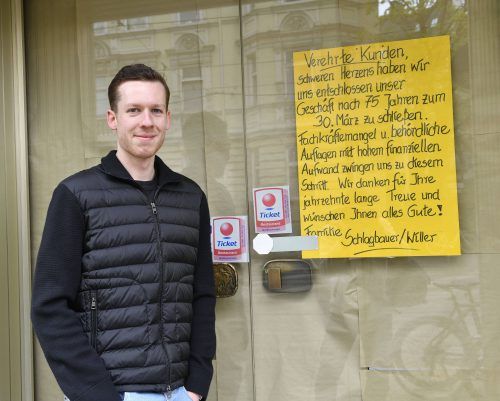 Verehrte Kunden,
schweren Herzens haben wir
uns entschlossen unser
Geschäft nach 75 Jahren zum
30. März zu schließen.
Fachkräftemangel u. behördliche
Auflagen mit hohem finanziellen
Aufwand zwingen uns zu diesem
Schritt. Wir danken für Ihre
jahrzehnte lange Treue und
wünschen Ihnen alles Gute!
Familie Schlagbauer/Willer
Ticket
Restaurant
Ticket
Restaurant